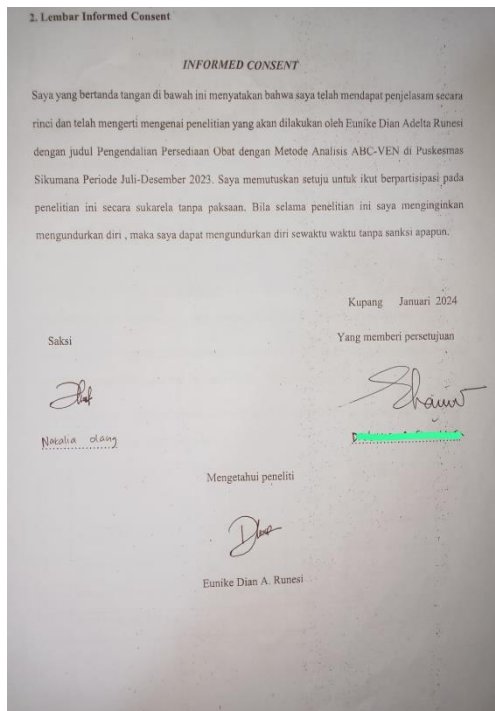 2. Lembar Informed Consent
INFORMED CONSENT
Saya yang bertanda tangan di bawah ini menyatakan bahwa saya telah mendapat penjelasam secara
rinci dan telah mengerti mengenai penelitian yang akan dilakukan oleh Eunike Dian Adelta Runesi
dengan judul Pengendalian Persediaan Obat dengan Metode Analisis ABC-VEN di Puskesmas
Sikumana Periode Juli-Desember 2023. Saya memutuskan setuju untuk ikut berpartisipasi pada
penelitian ini secara sukarela tanpa paksaan. Bila selama penelitian ini saya menginginkan
mengundurkan diri , maka saya dapat mengundurkan diri sewaktu waktu tanpa sanksi apapun.
Kupang Januari 2024
Saksi
Yang memberi persetujuan
Natalia olang
Mengetahui peneliti
Eunike Dian A. Runesi